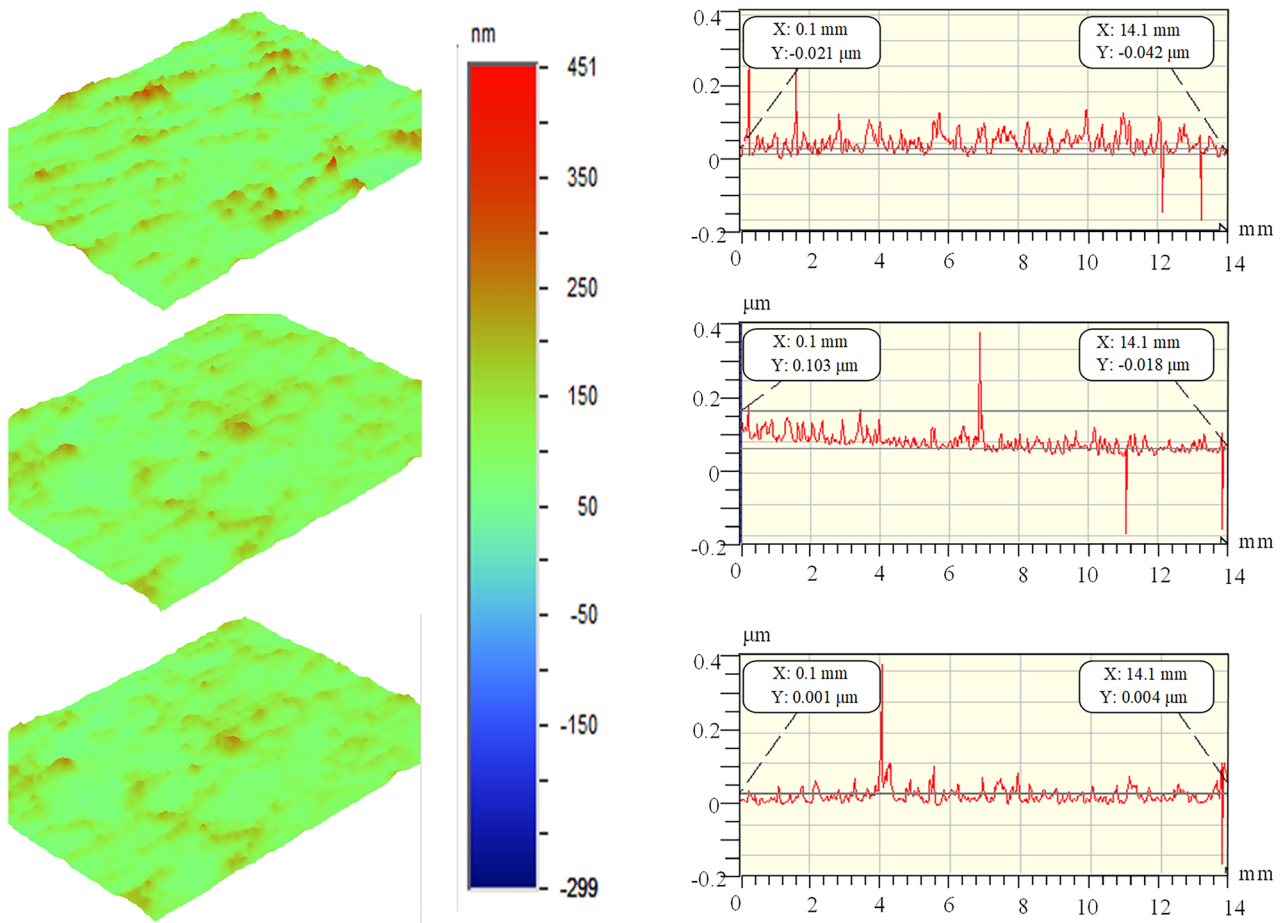 nm
451
350
250
150
50
-50
-150
-299
0.4
0.2
0
-0.2
X: 0.1 mm
Y:-0.021 µm
X: 14.1 mm
Y: -0.042 µm
0 2 4 6 8 10 12 14
mm
µm
0.4
0.2
0
-0.2
X: 0.1 mm
Y: 0.103 µm
X: 14.1 mm
Y: -0.018 µm
0 2 4 6 8 10 12 14
mm
µm
0.4
0.2
0
-0.2
X: 0.1 mm
Y: 0.001 µm
X: 14.1 mm
Y: 0.004 µm
0 2 4 6 8 10 12 14
mm